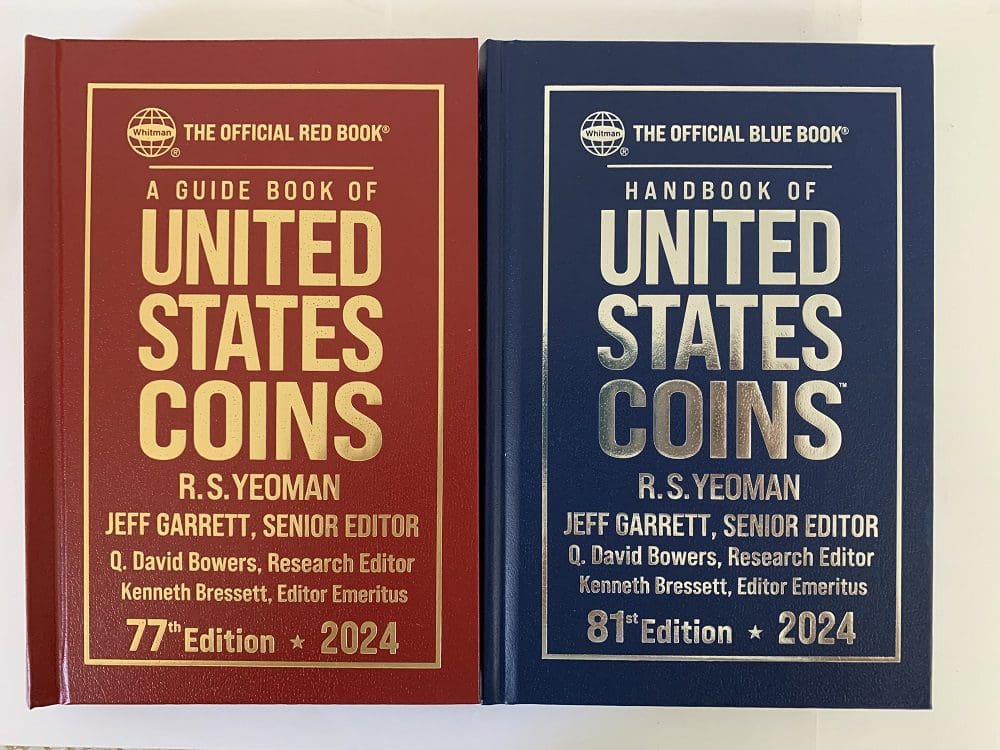 Whitman ® THE OFFICIAL RED BOOK®
A GUIDE BOOK OF
UNITED
STATES
COINS
R. S. YEOMAN
JEFF GARRETT, SENIOR EDITOR
Q. David Bowers, Research Editor
Kenneth Bressett, Editor Emeritus
77th Edition ★ 2024
Whitman ® THE OFFICIAL BLUE BOOK®
HANDBOOK OF
UNITED
STATES
COINS™
R. S. YEOMAN
JEFF GARRETT, SENIOR EDITOR
Q. David Bowers, Research Editor
Kenneth Bressett, Editor Emeritus
81st Edition ★ 2024